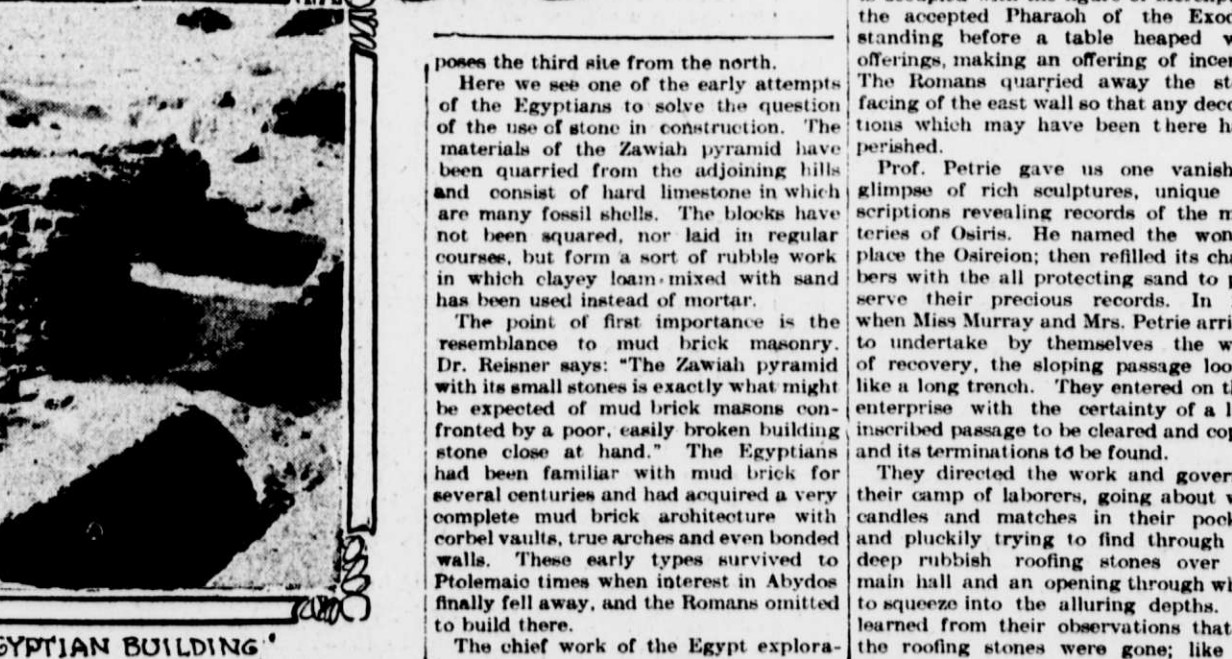 EGYPTIAN BUILDING
poses the third site from the north.
Here we see one of the early attempts
of the Egyptians to solve the question
of the use of stone in construction. The
materials of the Zawiah pyramid have
been quarried from the adjoining hills
and consist of hard limestone in which
are many fossil shells. The blocks have
not been squared, nor laid in regular
courses, but form a sort of rubble work
in which clayey loam mixed with sand
has been used instead of mortar.
The point of first importance is the
resemblance to mud brick masonry.
Dr. Reisner says: "The Zawiah pyramid
with its small stones is exactly what might
be expected of mud brick masons con-
fronted by a poor, easily broken building
stone close at hand." The Egyptians
had been familiar with mud brick for
several centuries and had acquired a very
complete mud brick architecture with
corbel vaults, true arches and even bonded
walls. These early types survived to
Ptolemaic times when interest in Abydos
finally fell away, and the Romans omitted
to build there.
The chief work of the Egypt explora-
the accepted Pharaoh of the Exod
standing before a table heaped w
offerings, making an offering of incen
The Romans quarried away the st
facing of the east wall so that any deco
tions which may have been there h
perished.
Prof. Petrie gave us one vanish
glimpse of rich sculptures, unique
scriptions revealing records of the m
teries of Osiris. He named the won
place the Osireion; then refilled its cha
bers with the all protecting sand to p
serve their precious records. In
when Miss Murray and Mrs. Petrie arri
to undertake by themselves the w
of recovery, the sloping passage loo
like a long trench. They entered on th
enterprise with the certainty of a l
inscribed passage to be cleared and cop
and its terminations to be found.
They directed the work and gover
their camp of laborers, going about w
candles and matches in their pock
and pluckily trying to find through
deep rubbish roofing stones over
main hall and an opening through wh
to squeeze into the alluring depths.
learned from their observations that
the roofing stones were gone; like